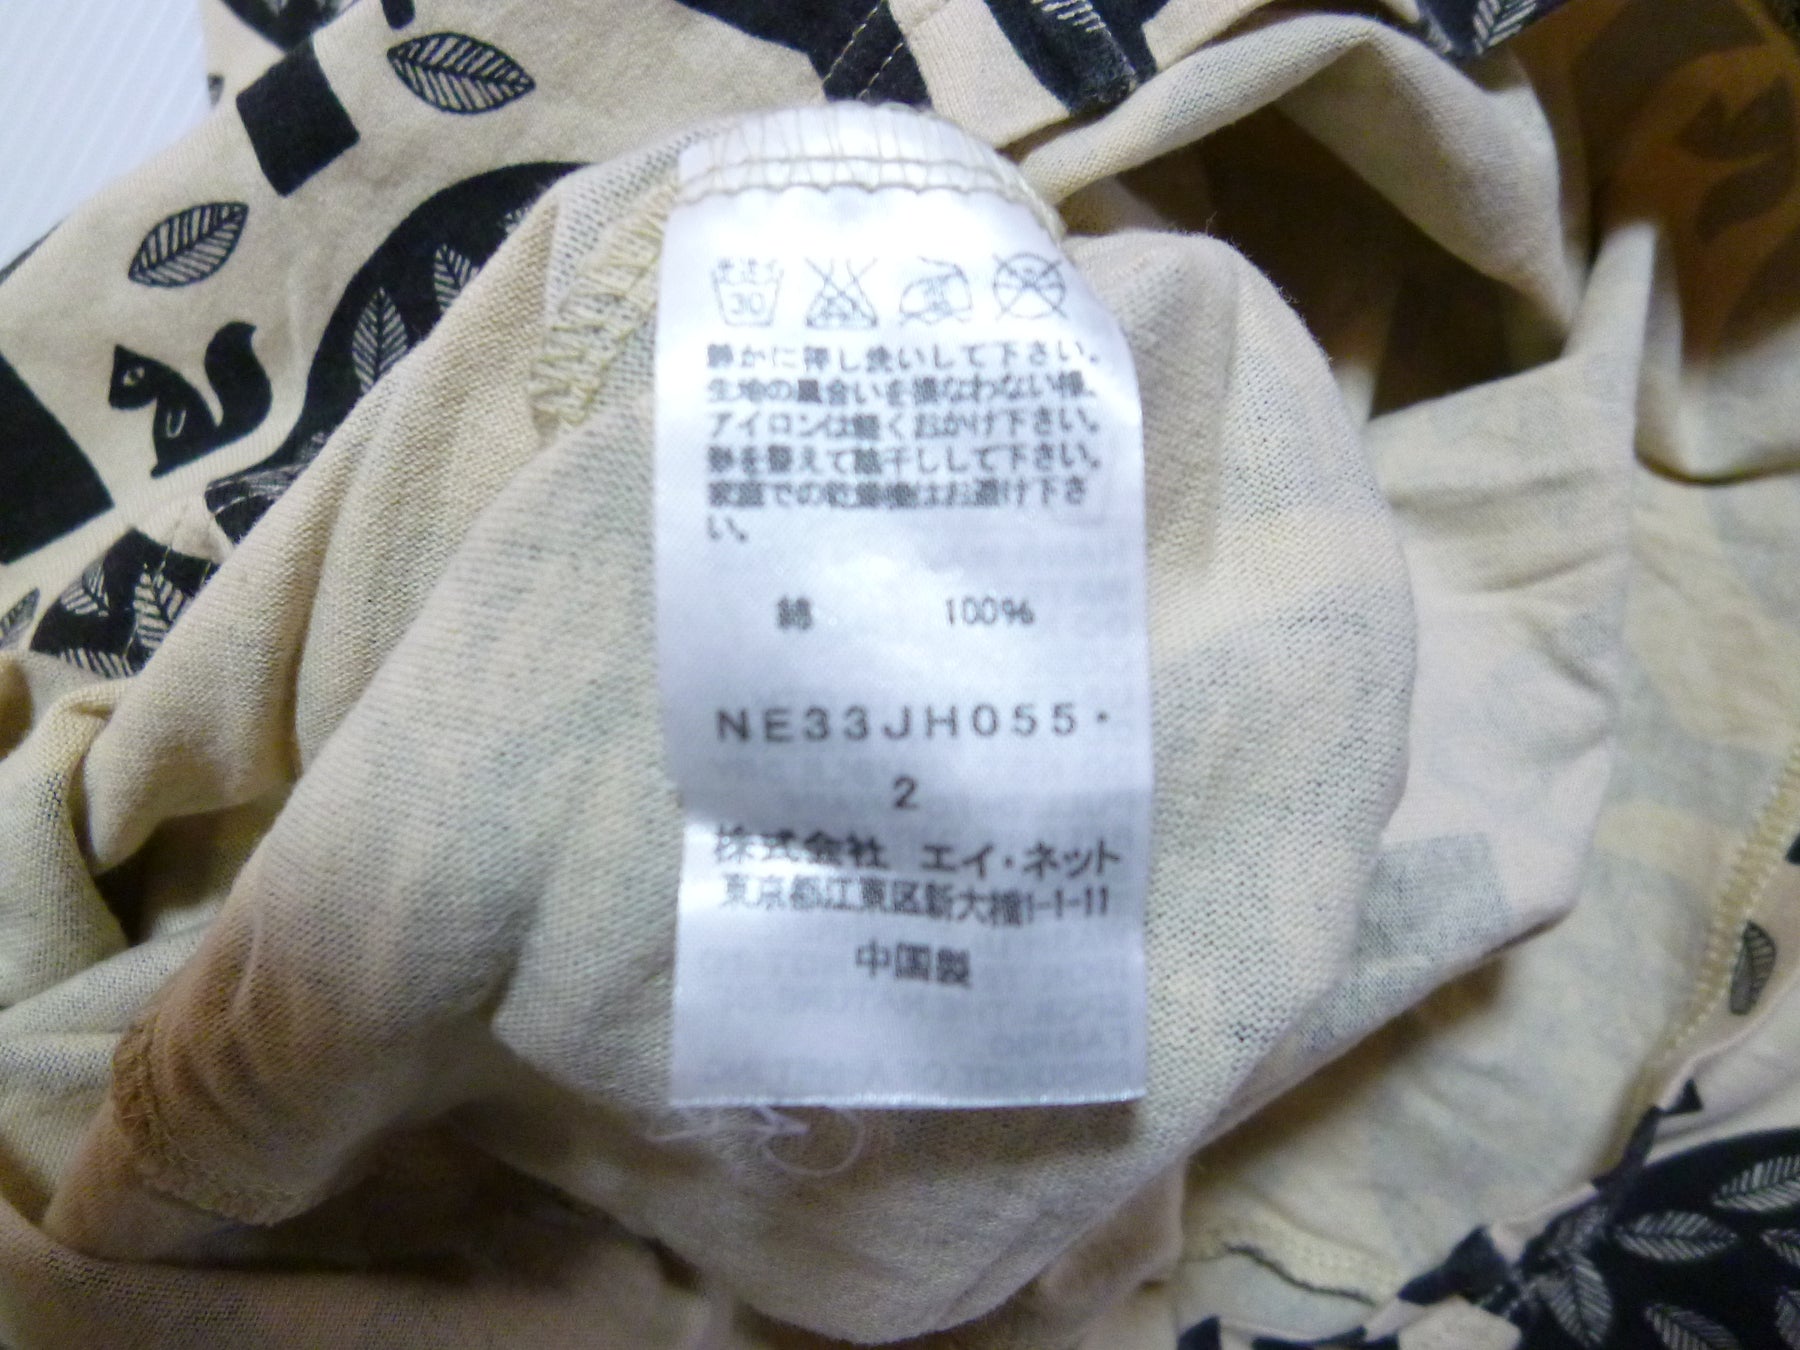 手洗イ
30
静かに押し洗いして下さい。
生地の風合いを損なわない様、
アイロンは軽くおかけ下さい。
形を整えて陰干しして下さい。
家庭での乾燥機はお避け下さ
い。
綿 100%
NE33JH055・
2
株式会社 エイ・ネット
東京都江東区新大橋1-1-11
中国製